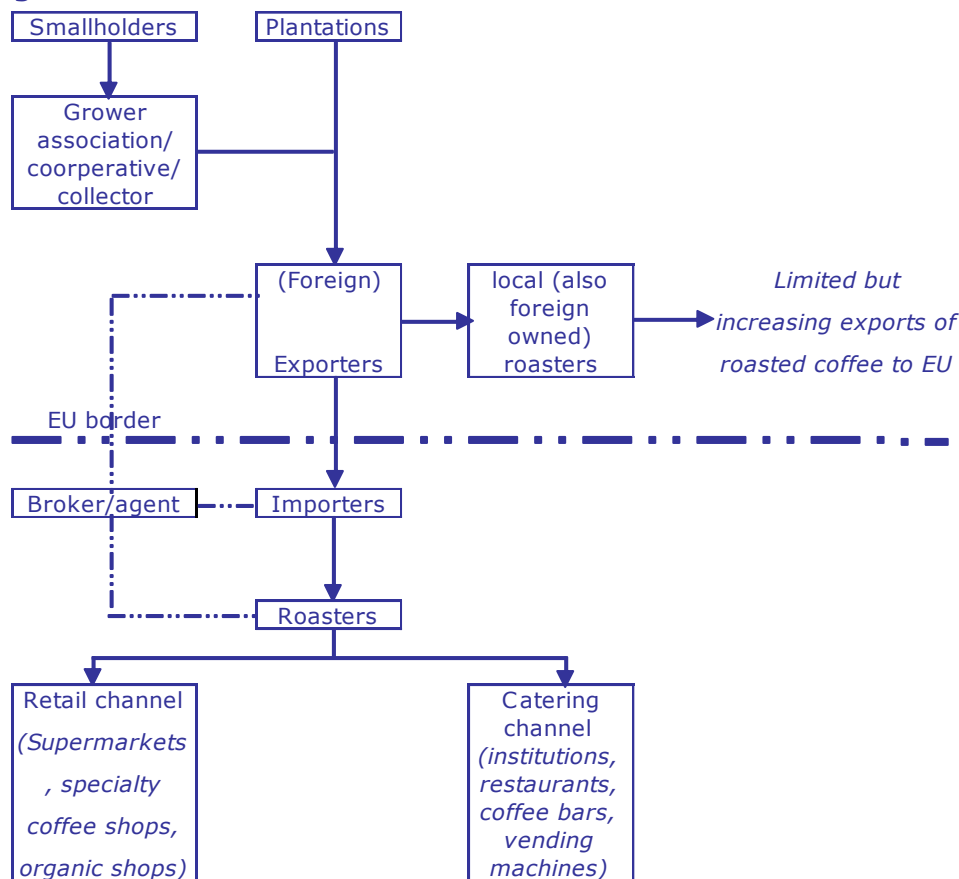 Smallholders
Plantations
Grower
association/
coorperative/
collector
(Foreign)
Exporters
local (also
foreign
owned)
roasters
Limited but
increasing exports of
roasted coffee to EU
EU border
Broker/agent
Importers
Roasters
Retail channel
(Supermarkets
, specialty
coffee shops,
organic shops)
Catering
channel
(institutions,
restaurants,
coffee bars,
vending
machines)